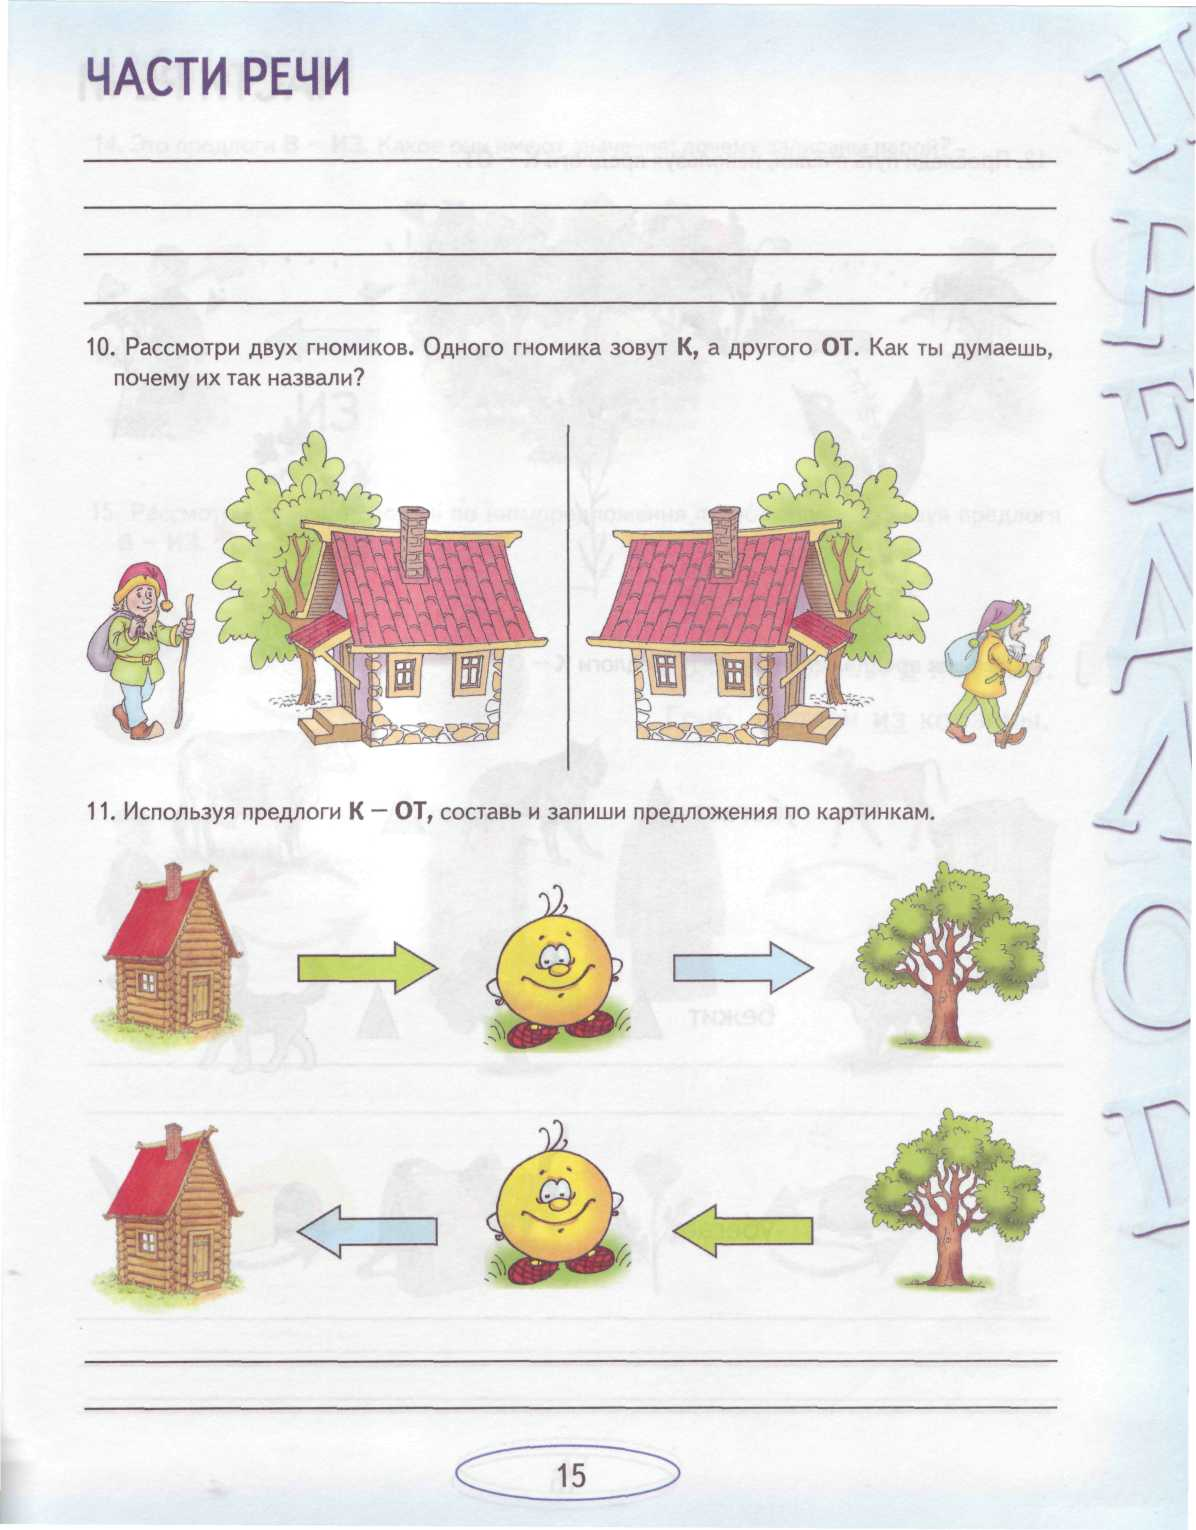 ЧАСТИ РЕЧИ
10. Рассмотри двух гномиков. Одного гномика зовут К, а другого ОТ. Как ты думаешь,
почему их так назвали?
11. Используя предлоги К — ОТ, составь и запиши предложения по картинкам.
15
ПРЕДЛОГ